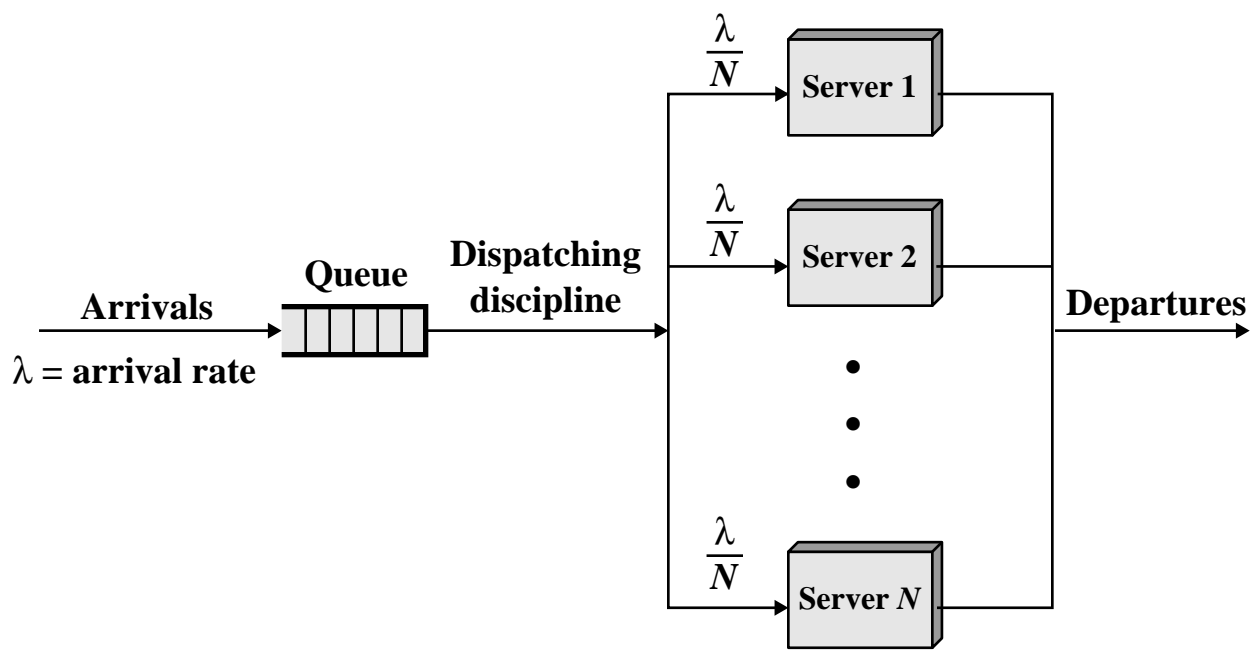 λ
N
Server 1
λ
N
Server 2
Dispatching
discipline
Queue
Arrivals
λ = arrival rate
Departures
λ
N
Server N